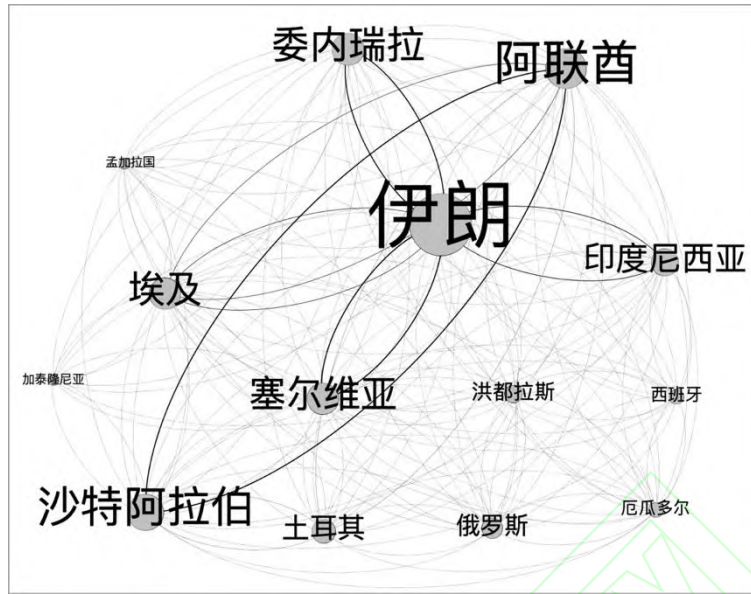 委内瑞拉
阿联酋
孟加拉国
伊朗
印度尼西亚
埃及
加泰隆尼亚
塞尔维亚
洪都拉斯
西班牙
沙特阿拉伯
土耳其
俄罗斯
厄瓜多尔